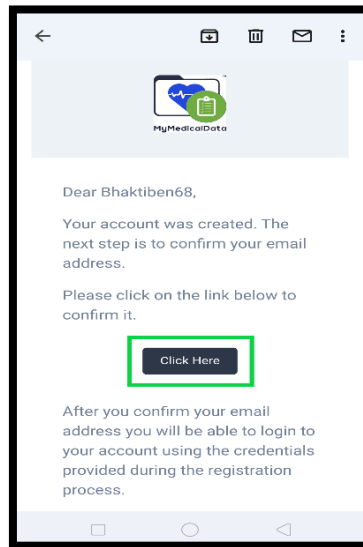 MyMedicalData
Dear Bhaktiben68,
Your account was created. The
next step is to confirm your email
address.
Please click on the link below to
confirm it.
Click Here
After you confirm your email
address you will be able to login to
your account using the credentials
provided during the registration
process.